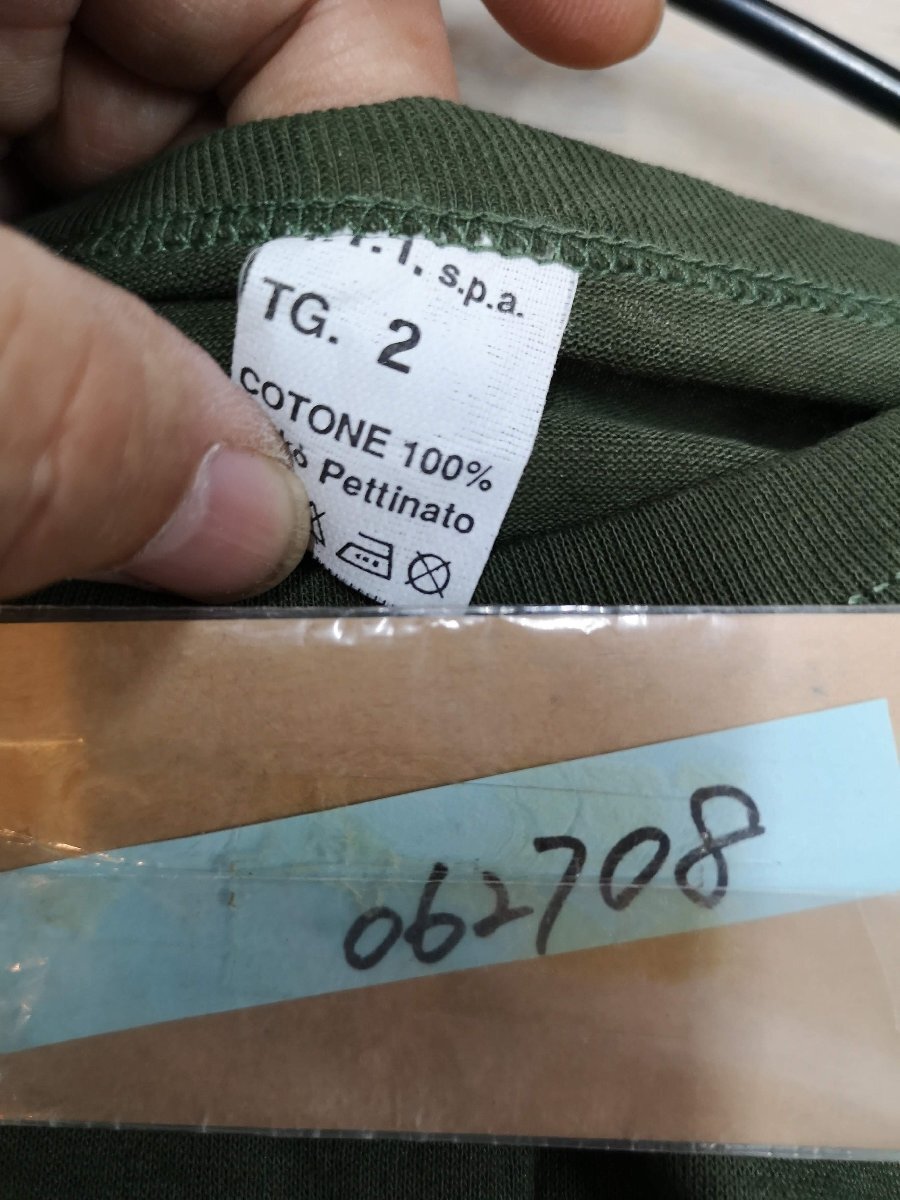 .T. s.p.a.
TG. 2
COTONE 100%
Pettinato
062708